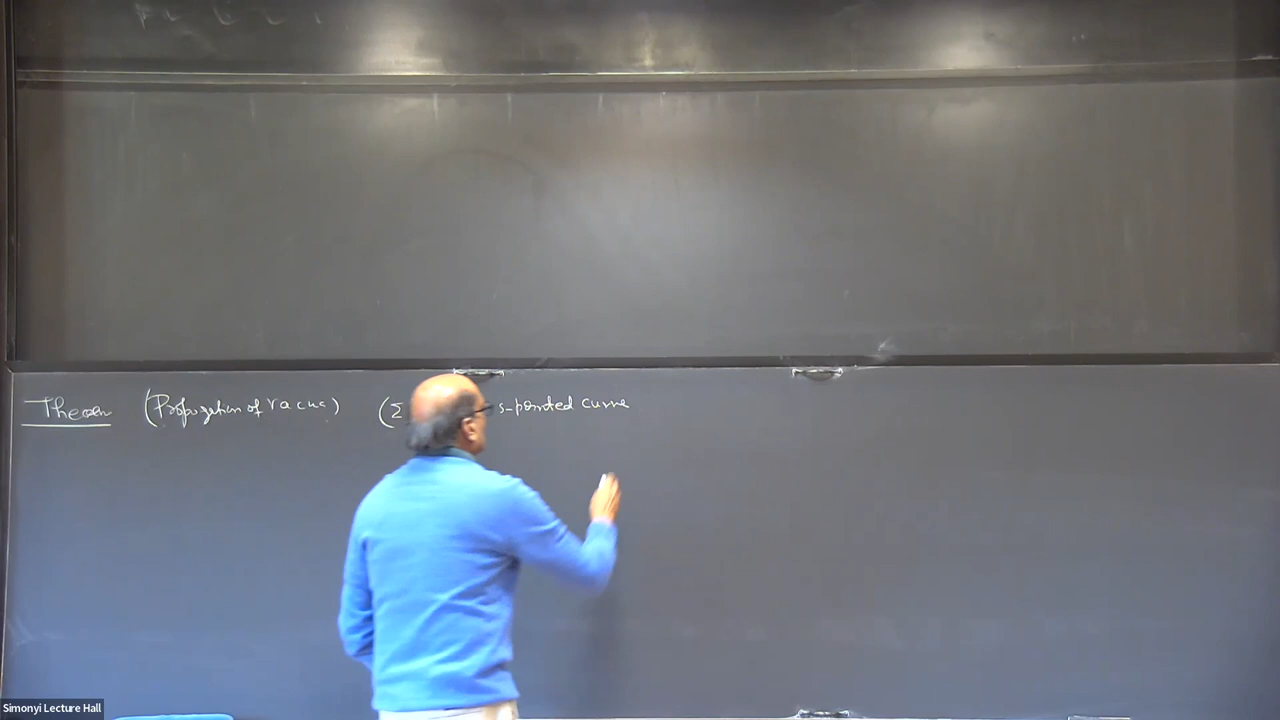 Theorem (Propagation of vacua) (Σ s-pointed curve
Simonyi Lecture Hall